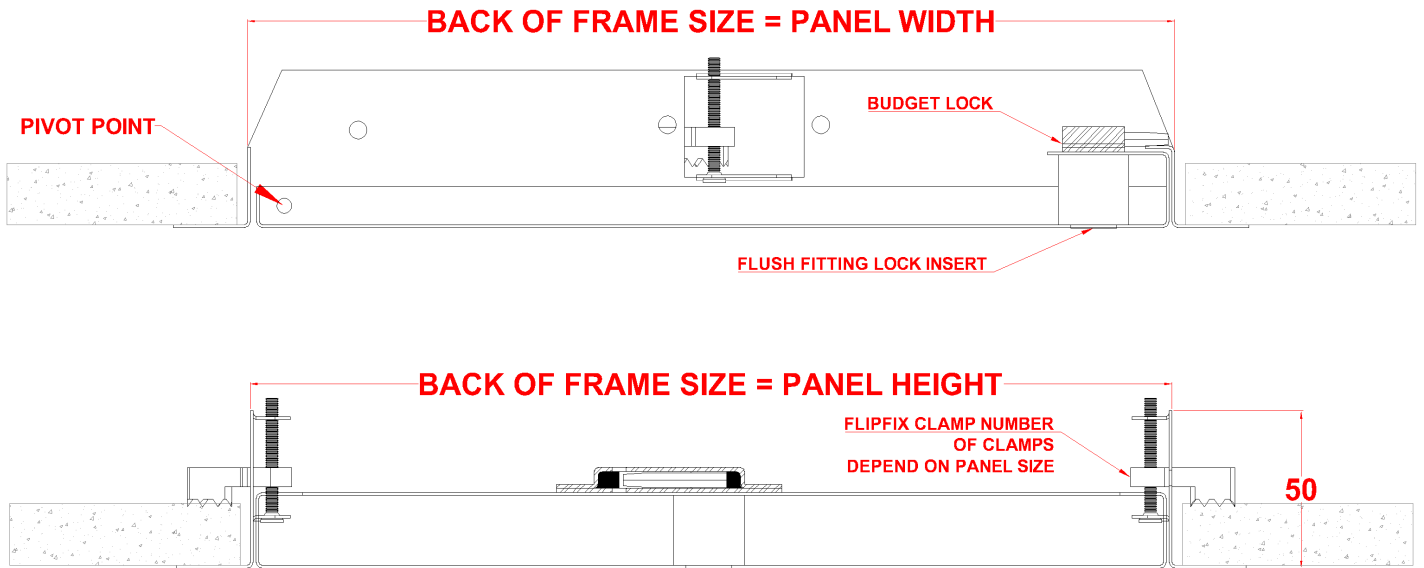 BACK OF FRAME SIZE = PANEL WIDTH
BUDGET LOCK
PIVOT POINT
FLUSH FITTING LOCK INSERT
BACK OF FRAME SIZE = PANEL HEIGHT
FLIPFIX CLAMP NUMBER
OF CLAMPS
DEPEND ON PANEL SIZE
50